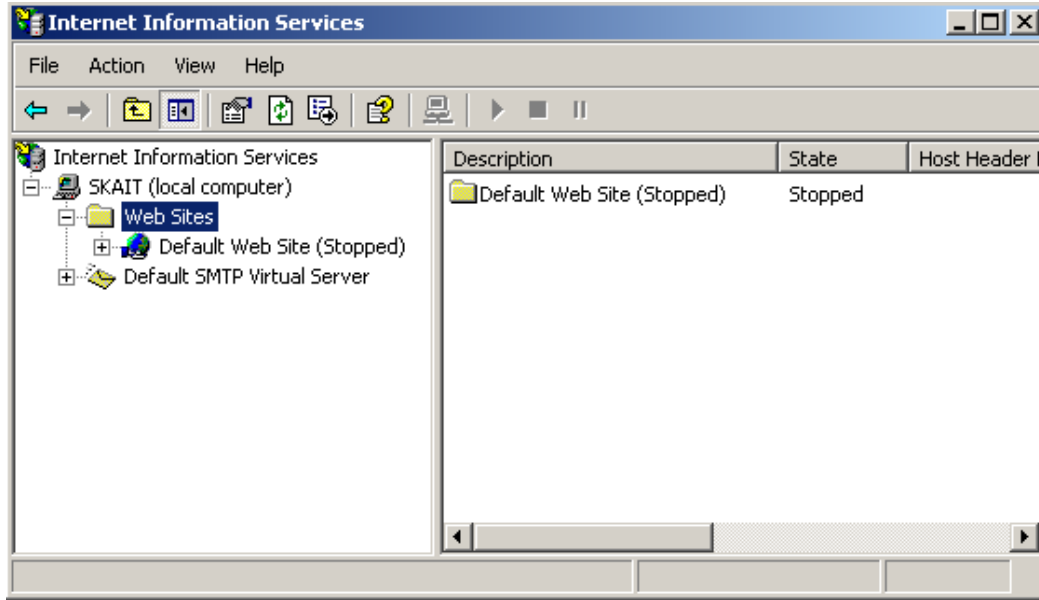 Internet Information Services
File Action View Help
Internet Information Services
SKAIT (local computer)
Web Sites
Default Web Site (Stopped)
Default SMTP Virtual Server
Description State Host Header
Default Web Site (Stopped) Stopped